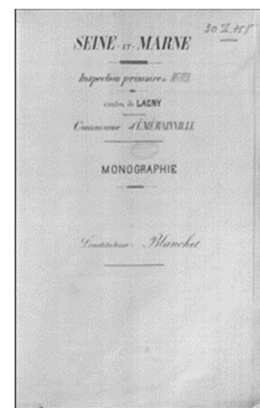 30 Z 158
SEINE-ET-MARNE
Inspection primaire de
canton de LAGNY
Commune d'ÉMERAINVILLE
MONOGRAPHIE
Instituteur: Blanchet